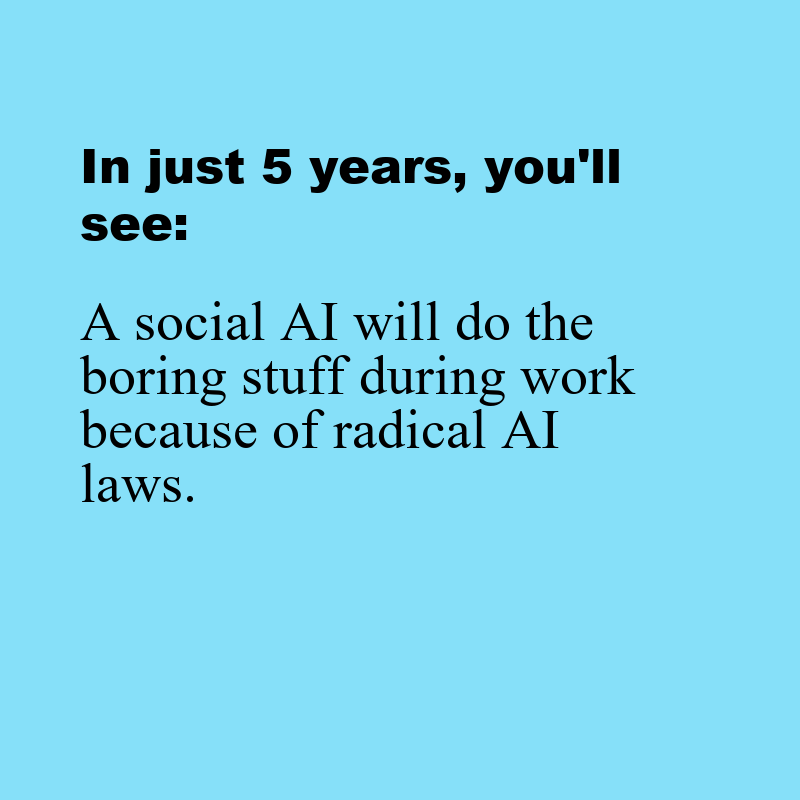 In just 5 years, you'll
see:
A social AI will do the
boring stuff during work
because of radical AI
laws.